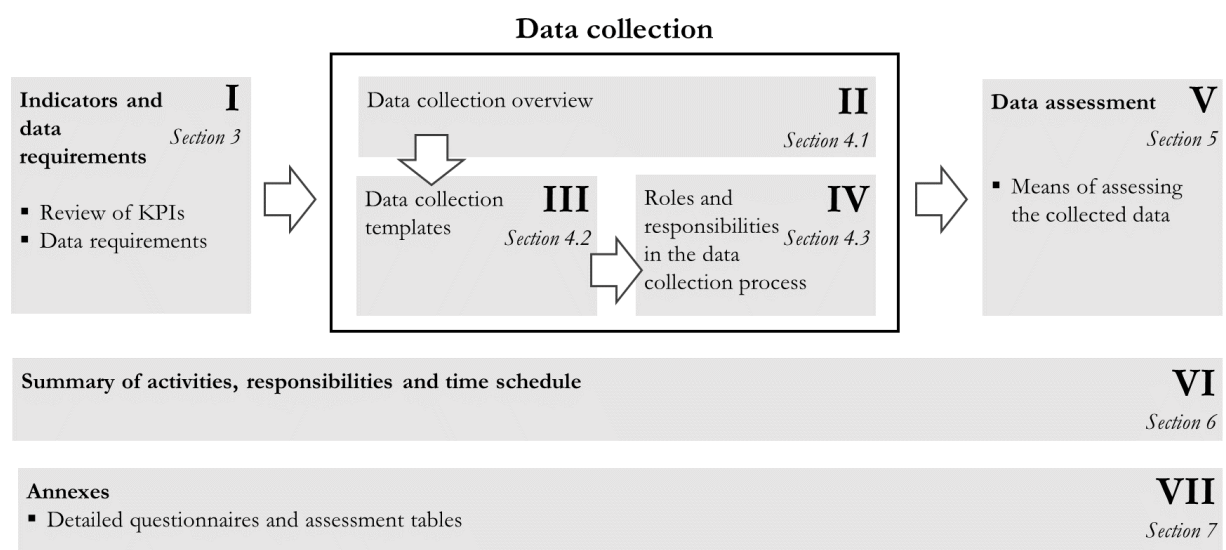 Data collection
Indicators and
data
requirements
I
Section 3
▪ Review of KPIs
▪ Data requirements
Data collection overview
II
Section 4.1
Data collection
templates
III
Section 4.2
Roles and
responsibilities
in the data
collection process
IV
Section 4.3
Data assessment
V
Section 5
▪ Means of assessing
the collected data
Summary of activities, responsibilities and time schedule
VI
Section 6
Annexes
▪ Detailed questionnaires and assessment tables
VII
Section 7